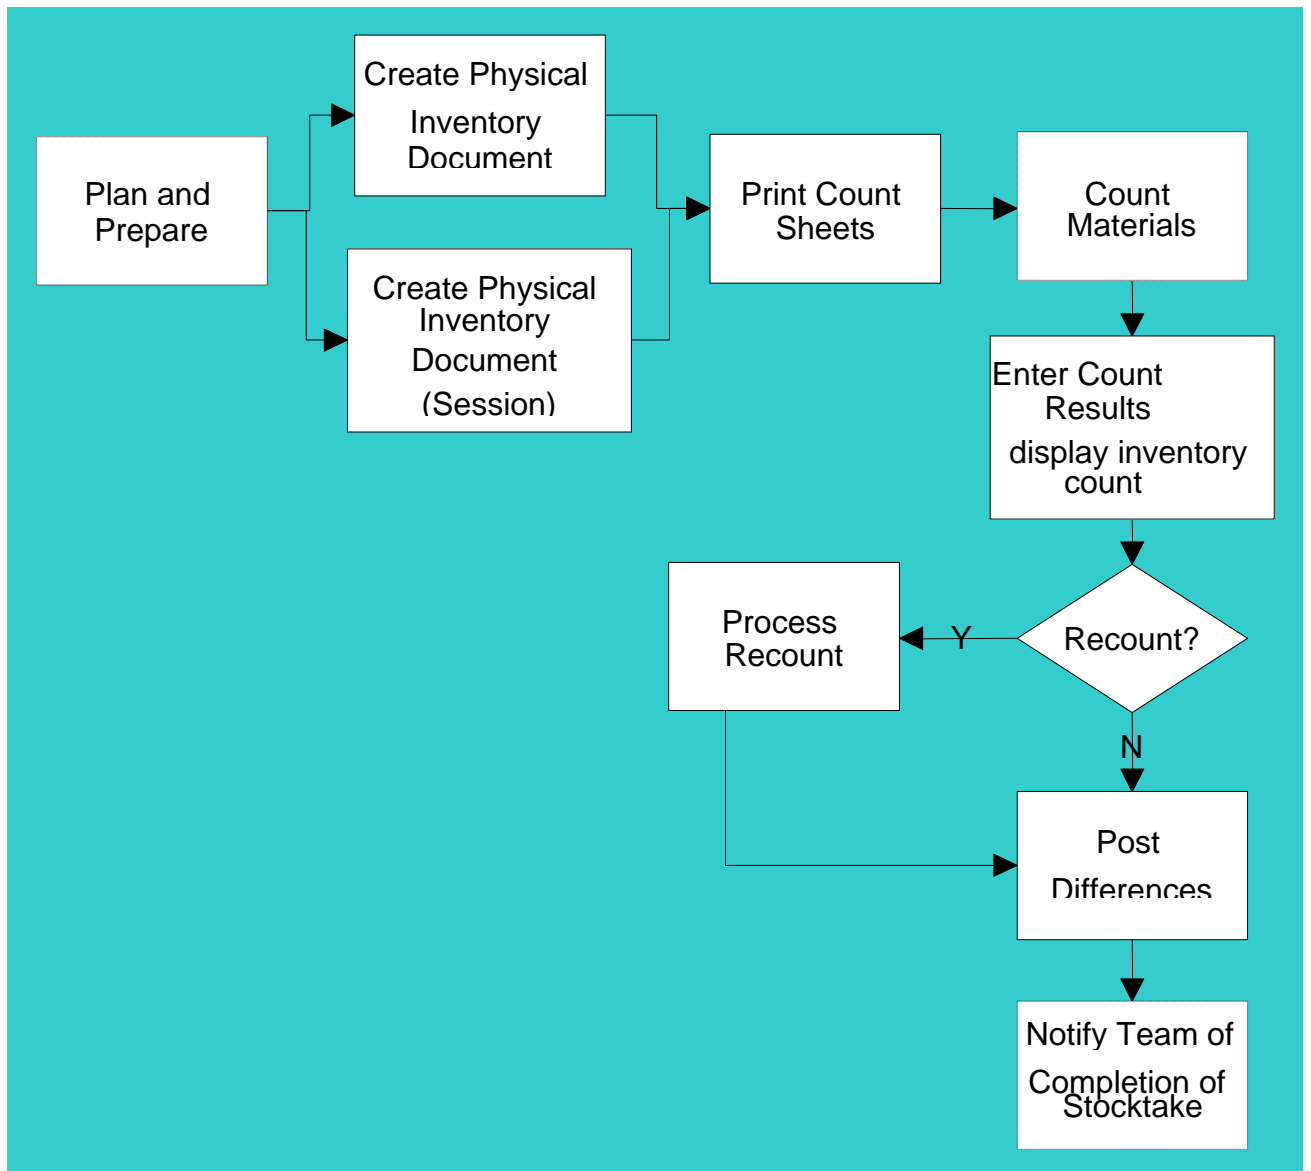 Plan and
Prepare
Create Physical
Inventory
Document
Create Physical
Inventory
Document
(Session)
Print Count
Sheets
Count
Materials
Enter Count
Results
display inventory
count
Recount?
Y
Process
Recount
N
Post
Differences
Notify Team of
Completion of
Stocktake